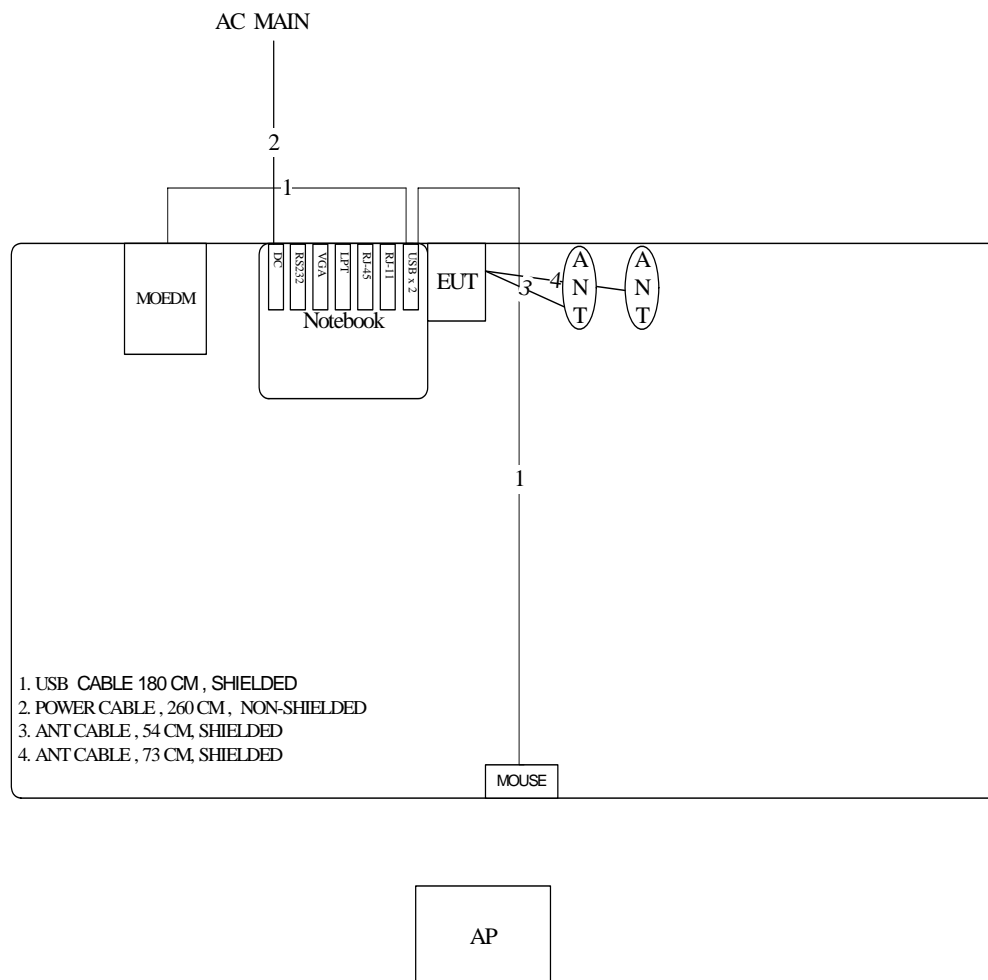 AC MAIN
2
1
DC
RS232
VGA
LPT
RJ-45
RJ-11
USB x 2
MOEDM
Notebook
EUT
3
4
ANT
ANT
1
1. USB CABLE 180 CM , SHIELDED
2. POWER CABLE , 260 CM , NON-SHIELDED
3. ANT CABLE , 54 CM, SHIELDED
4. ANT CABLE , 73 CM, SHIELDED
MOUSE
AP